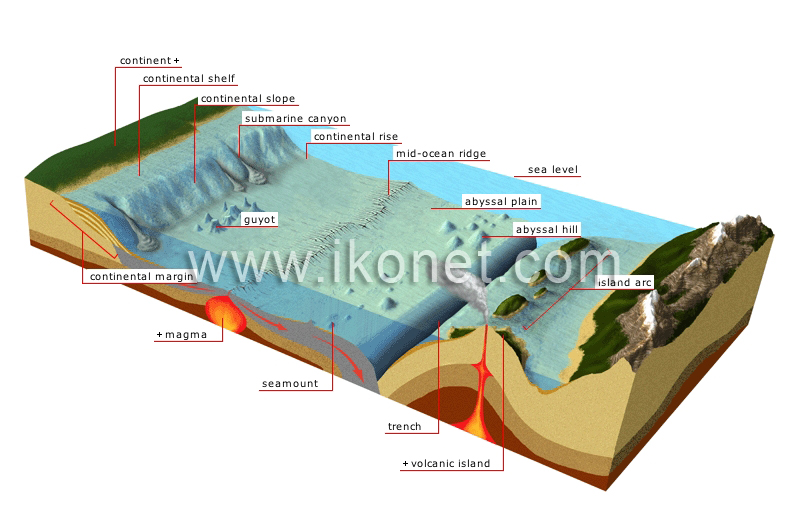 continent +
continental shelf
continental slope
submarine canyon
continental rise
mid-ocean ridge
sea level
abyssal plain
guyot
abyssal hill
www.ikonet.com
continental margin
island arc
+ magma
seamount
trench
+ volcanic island